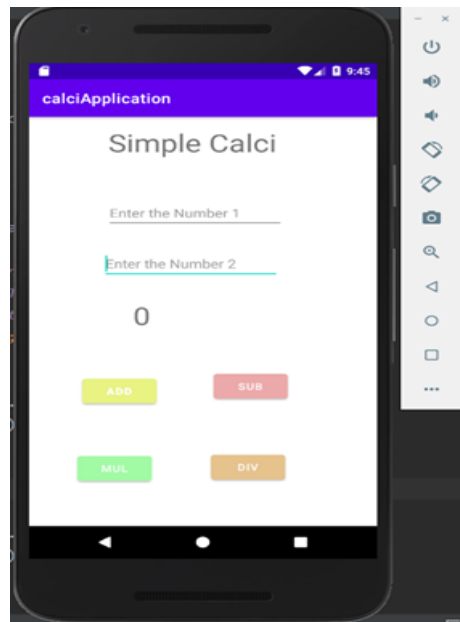 9:45
calciApplication
Simple Calci
Enter the Number 1
Enter the Number 2
0
ADD
SUB
MUL
DIV